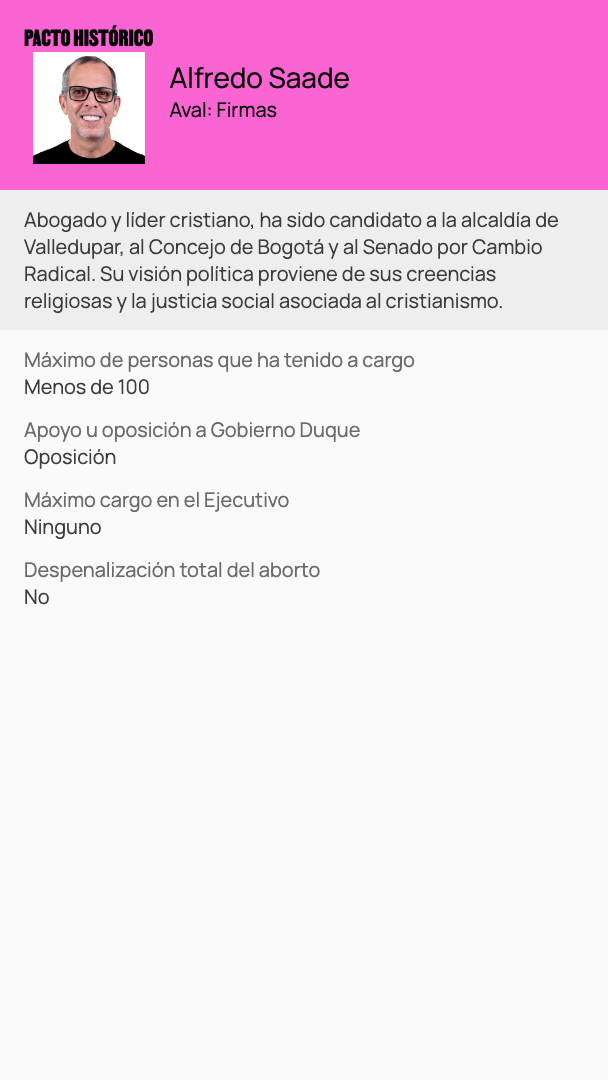 PACTO HISTÓRICO
Alfredo Saade
Aval: Firmas
Abogado y líder cristiano, ha sido candidato a la alcaldía de
Valledupar, al Concejo de Bogotá y al Senado por Cambio
Radical. Su visión política proviene de sus creencias
religiosas y la justicia social asociada al cristianismo.
Máximo de personas que ha tenido a cargo
Menos de 100
Apoyo u oposición a Gobierno Duque
Oposición
Máximo cargo en el Ejecutivo
Ninguno
Despenalización total del aborto
No